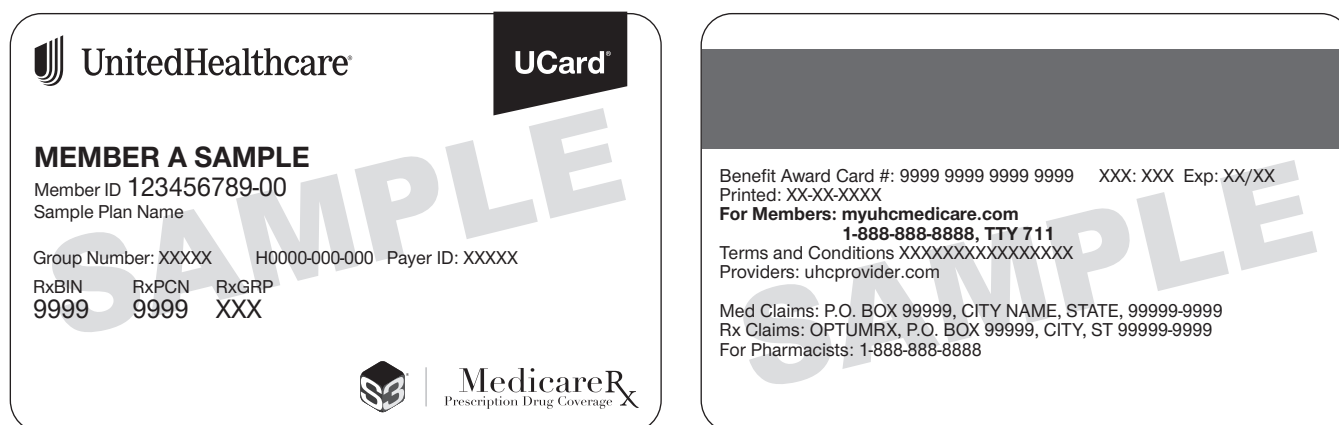 UnitedHealthcare®
UCard®
MEMBER A SAMPLE
Member ID 123456789-00
Sample Plan Name
Group Number: XXXXX H0000-000-000 Payer ID: XXXXX
RxBIN RxPCN RxGRP
9999 9999 XXX
S3
MedicareRx
Prescription Drug Coverage
SAMPLE
Benefit Award Card #: 9999 9999 9999 9999 XXX: XXX Exp: XX/XX
Printed: XX-XX-XXXX
For Members: myuhcmedicare.com
1-888-888-8888, TTY 711
Terms and Conditions XXXXXXXXXXXXXXXX
Providers: uhcprovider.com
Med Claims: P.O. BOX 99999, CITY NAME, STATE, 99999-9999
Rx Claims: OPTUMRX, P.O. BOX 99999, CITY, ST 99999-9999
For Pharmacists: 1-888-888-8888
SAMPLE